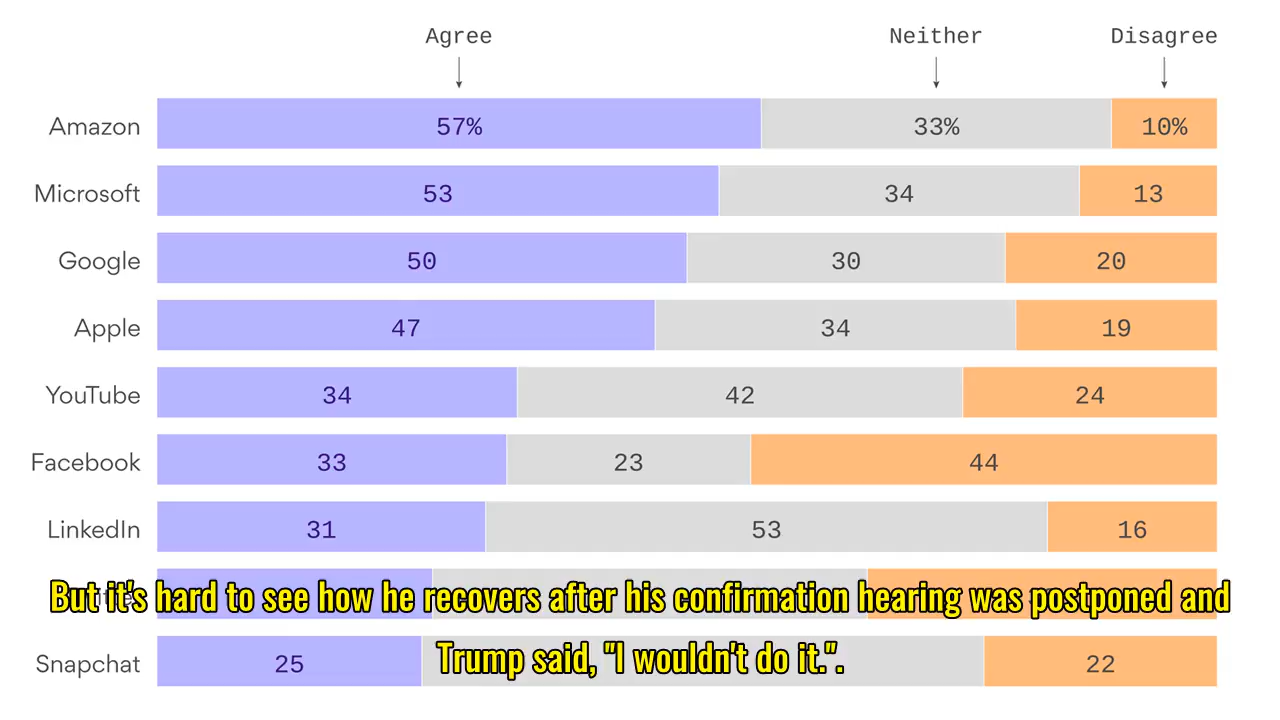 Agree Neither Disagree
Amazon 57% 33% 10%
Microsoft 53 34 13
Google 50 30 20
Apple 47 34 19
YouTube 34 42 24
Facebook 33 23 44
LinkedIn 31 53 16
But it's hard to see how he recovers after his confirmation hearing was postponed and
Trump said, "I wouldn't do it.".
Snapchat 25 22